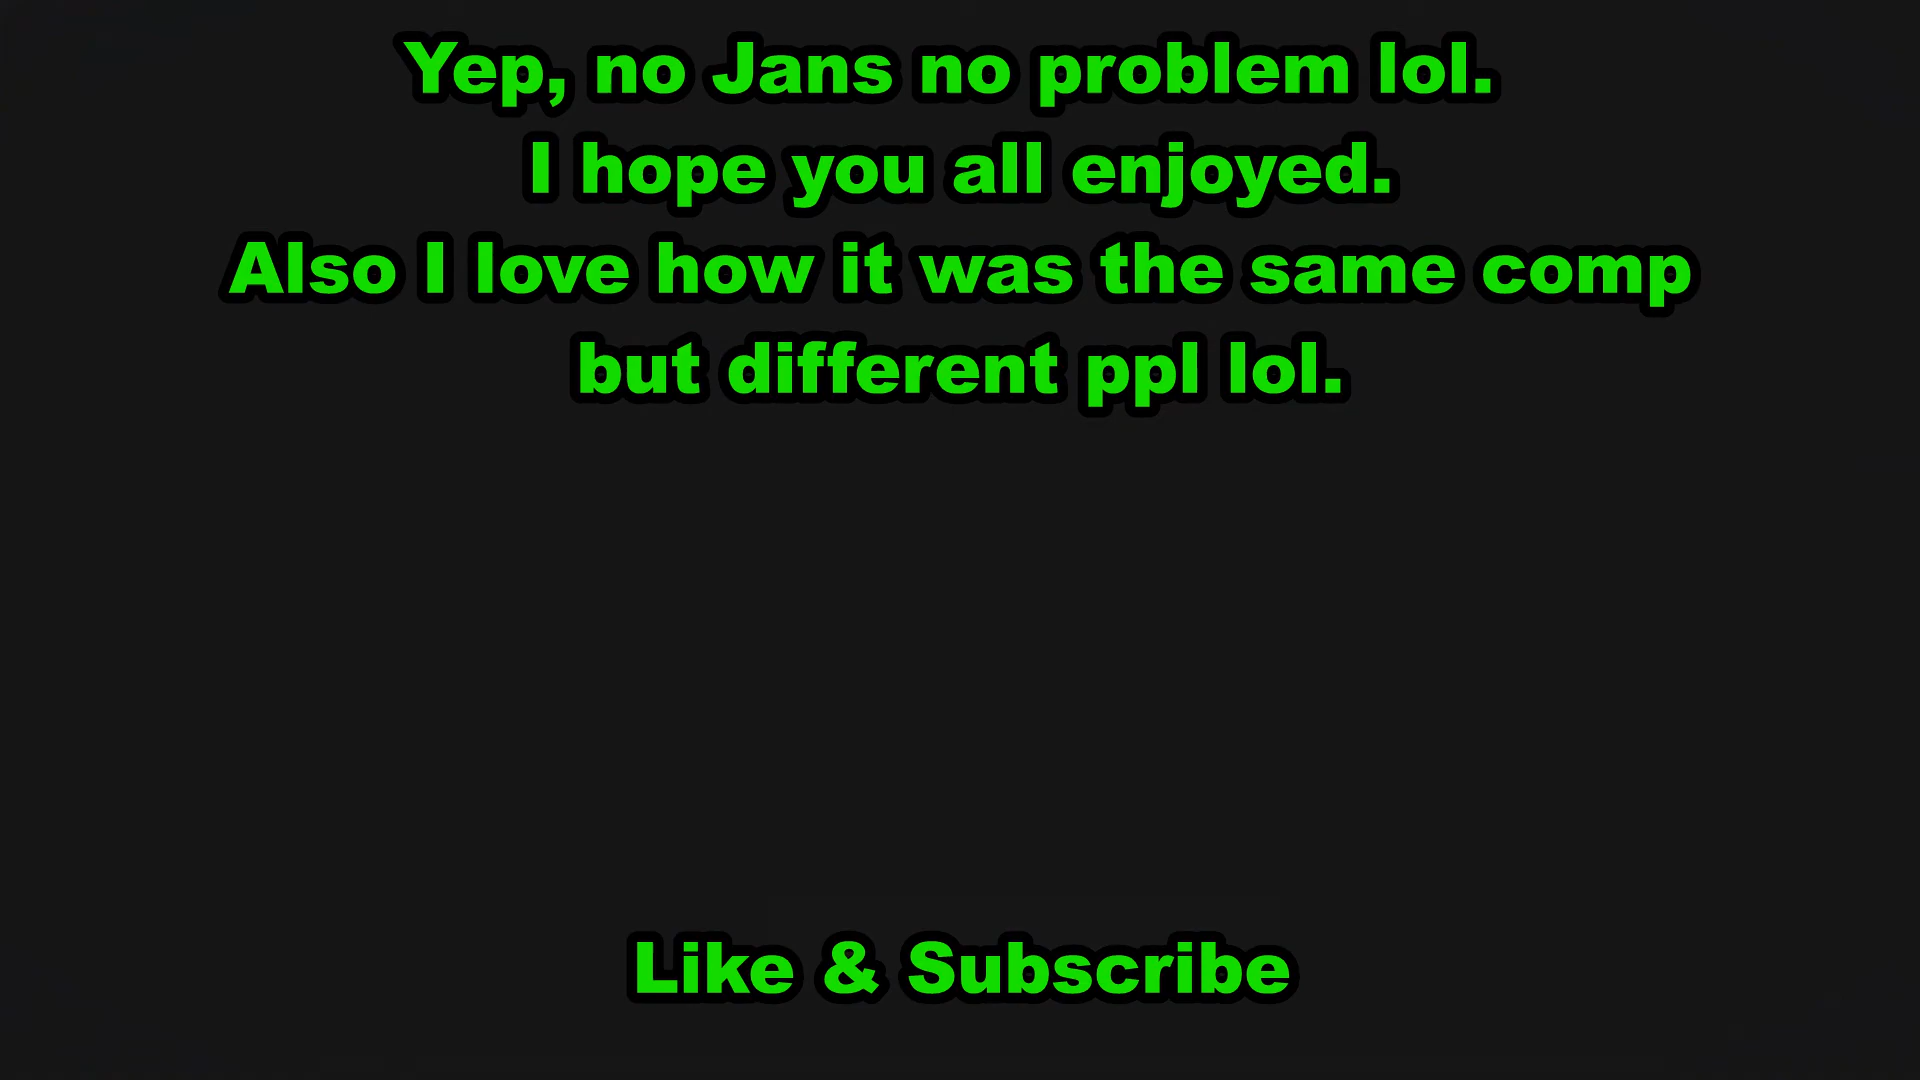 Yep, no Jans no problem lol.
I hope you all enjoyed.
Also I love how it was the same comp
but different ppl lol.
Like & Subscribe